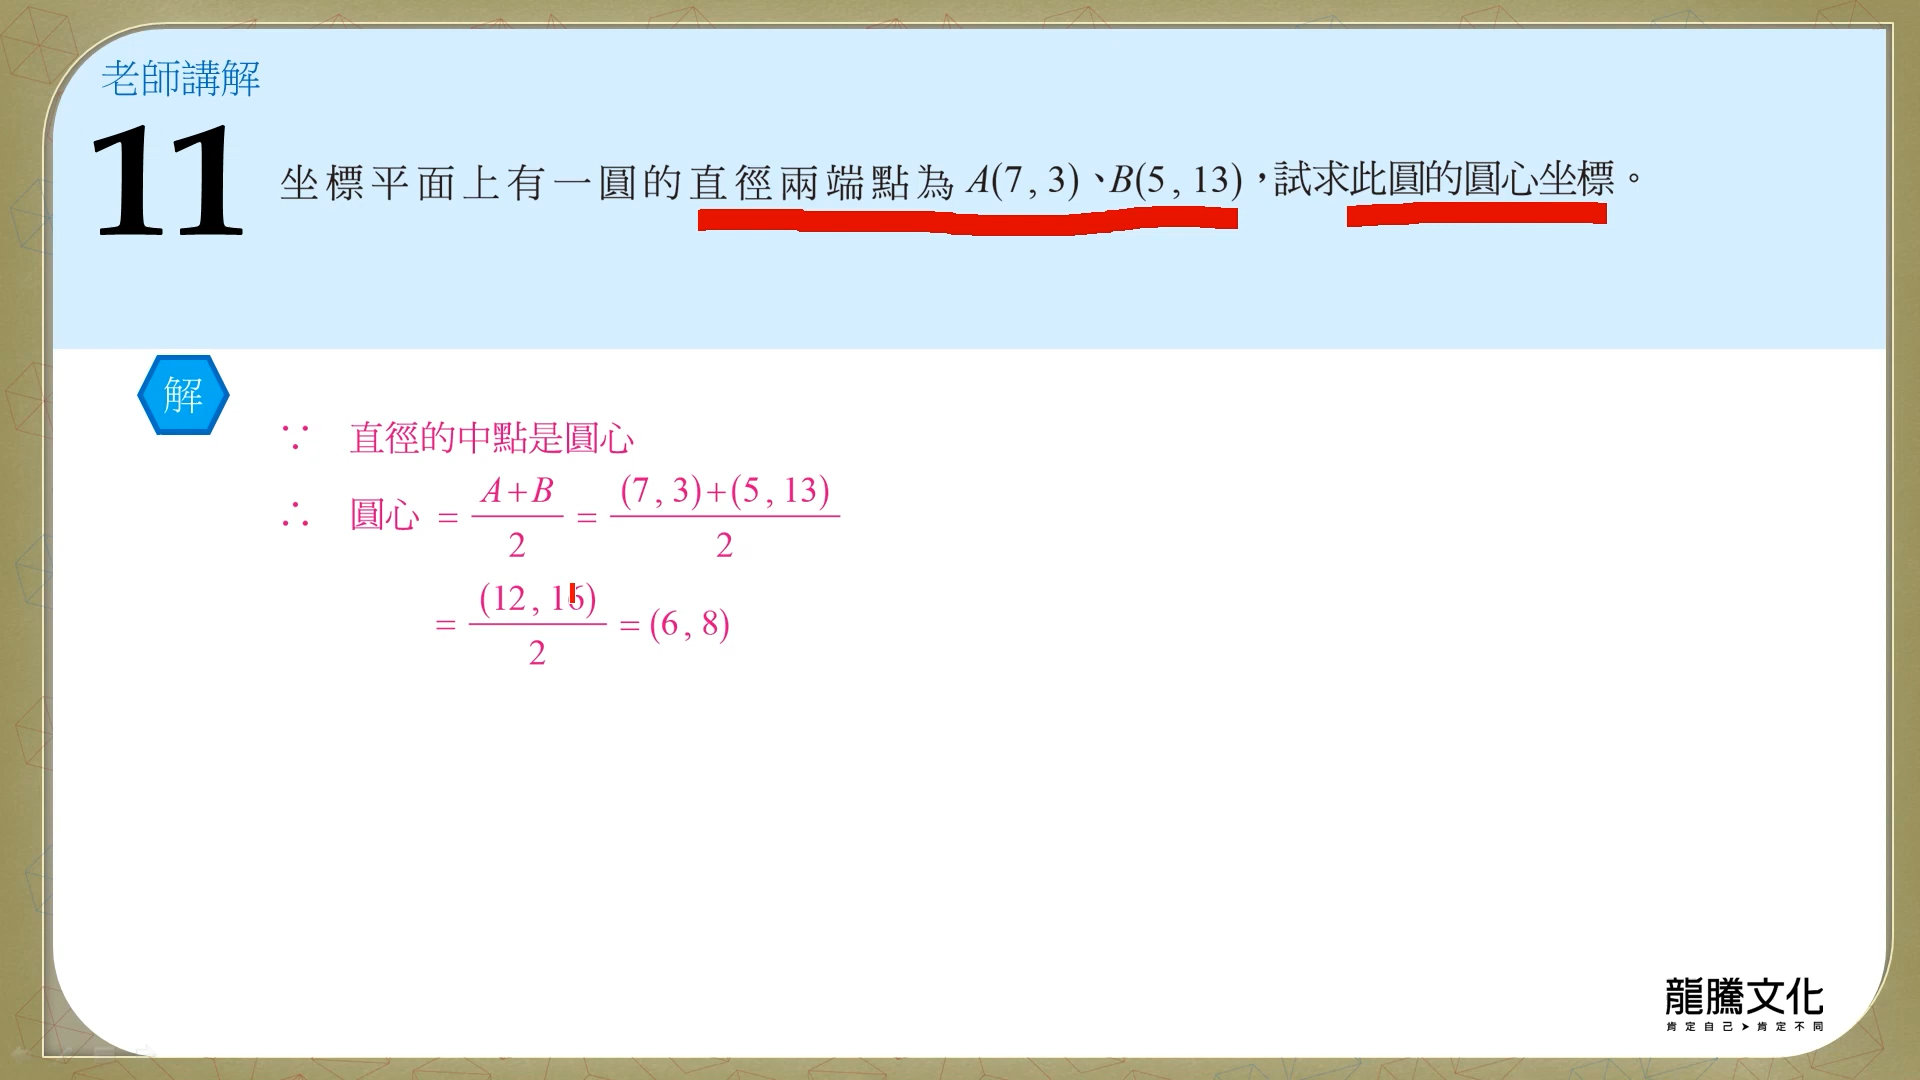 老師講解
11
坐標平面上有一圓的直徑兩端點為 A(7, 3)、B(5, 13)，試求此圓的圓心坐標。
解
∵ 直徑的中點是圓心
∴ 圓心 = \frac{A+B}{2} = \frac{(7, 3)+(5, 13)}{2}
= \frac{(12, 16)}{2} = (6, 8)
龍騰文化
肯定自己➤肯定不同